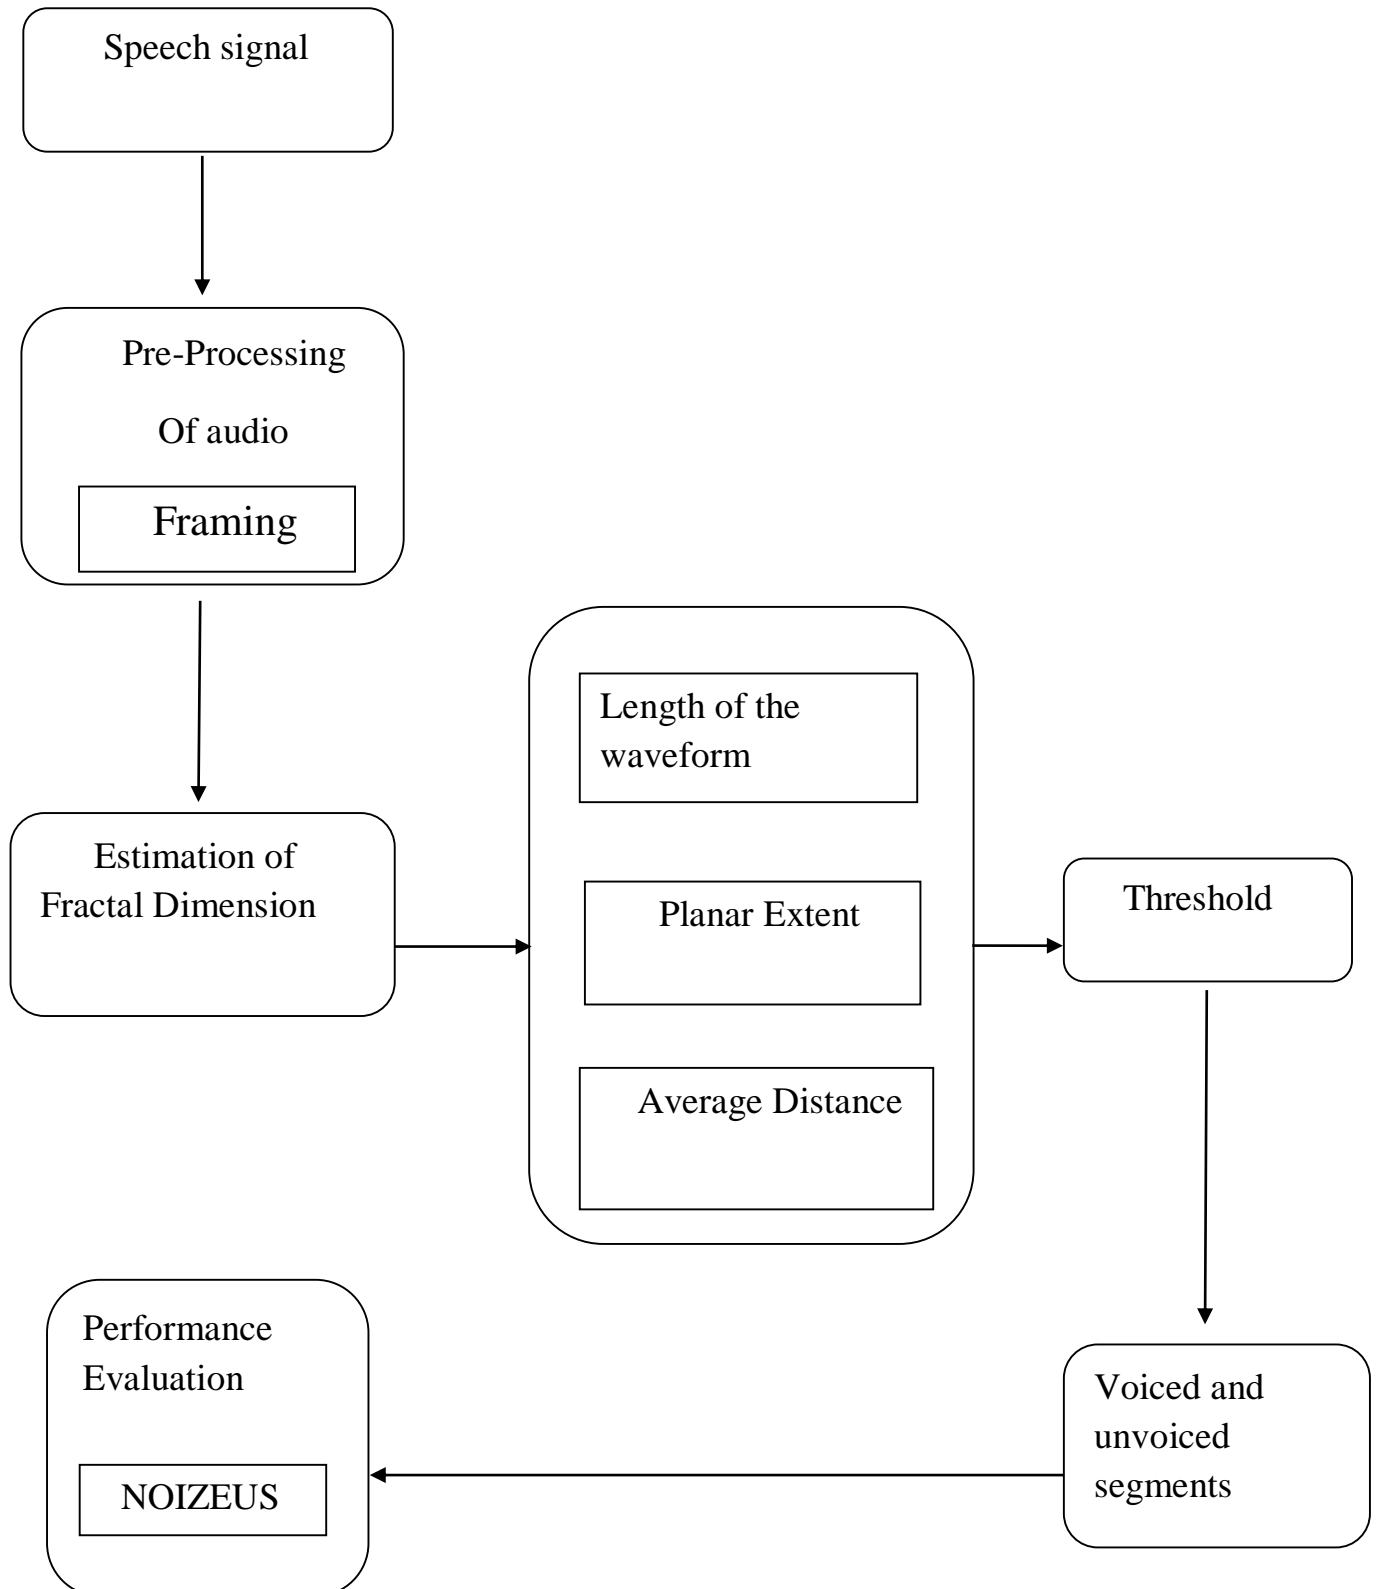 Speech signal
Pre-Processing
Of audio
Framing
Estimation of
Fractal Dimension
Length of the
waveform
Planar Extent
Average Distance
Threshold
Voiced and
unvoiced
segments
Performance
Evaluation
NOIZEUS